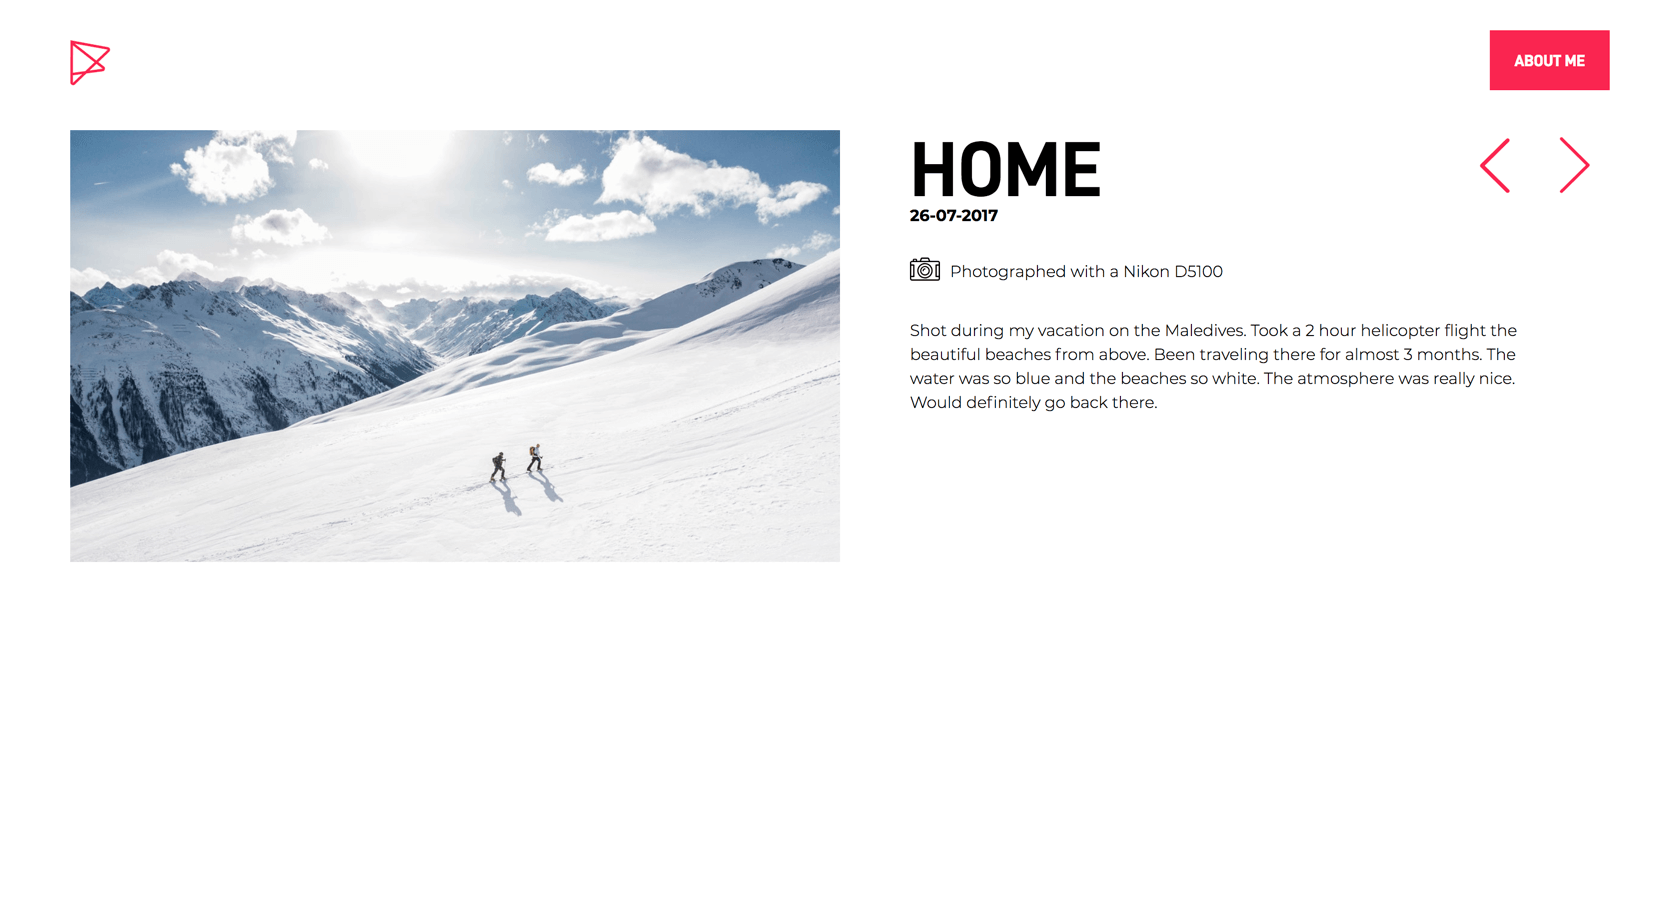 ABOUT ME
HOME
26-07-2017
Photographed with a Nikon D5100
Shot during my vacation on the Maledives. Took a 2 hour helicopter flight the
beautiful beaches from above. Been traveling there for almost 3 months. The
water was so blue and the beaches so white. The atmosphere was really nice.
Would definitely go back there.